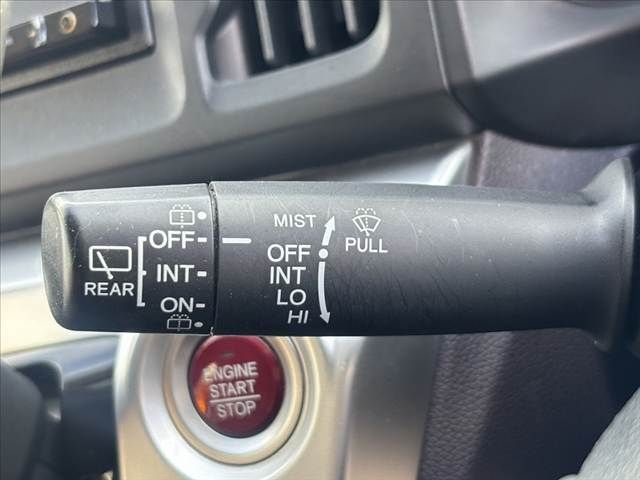 REAR
OFF
INT
ON
MIST
OFF
INT
LO
HI
PULL
ENGINE
START
STOP